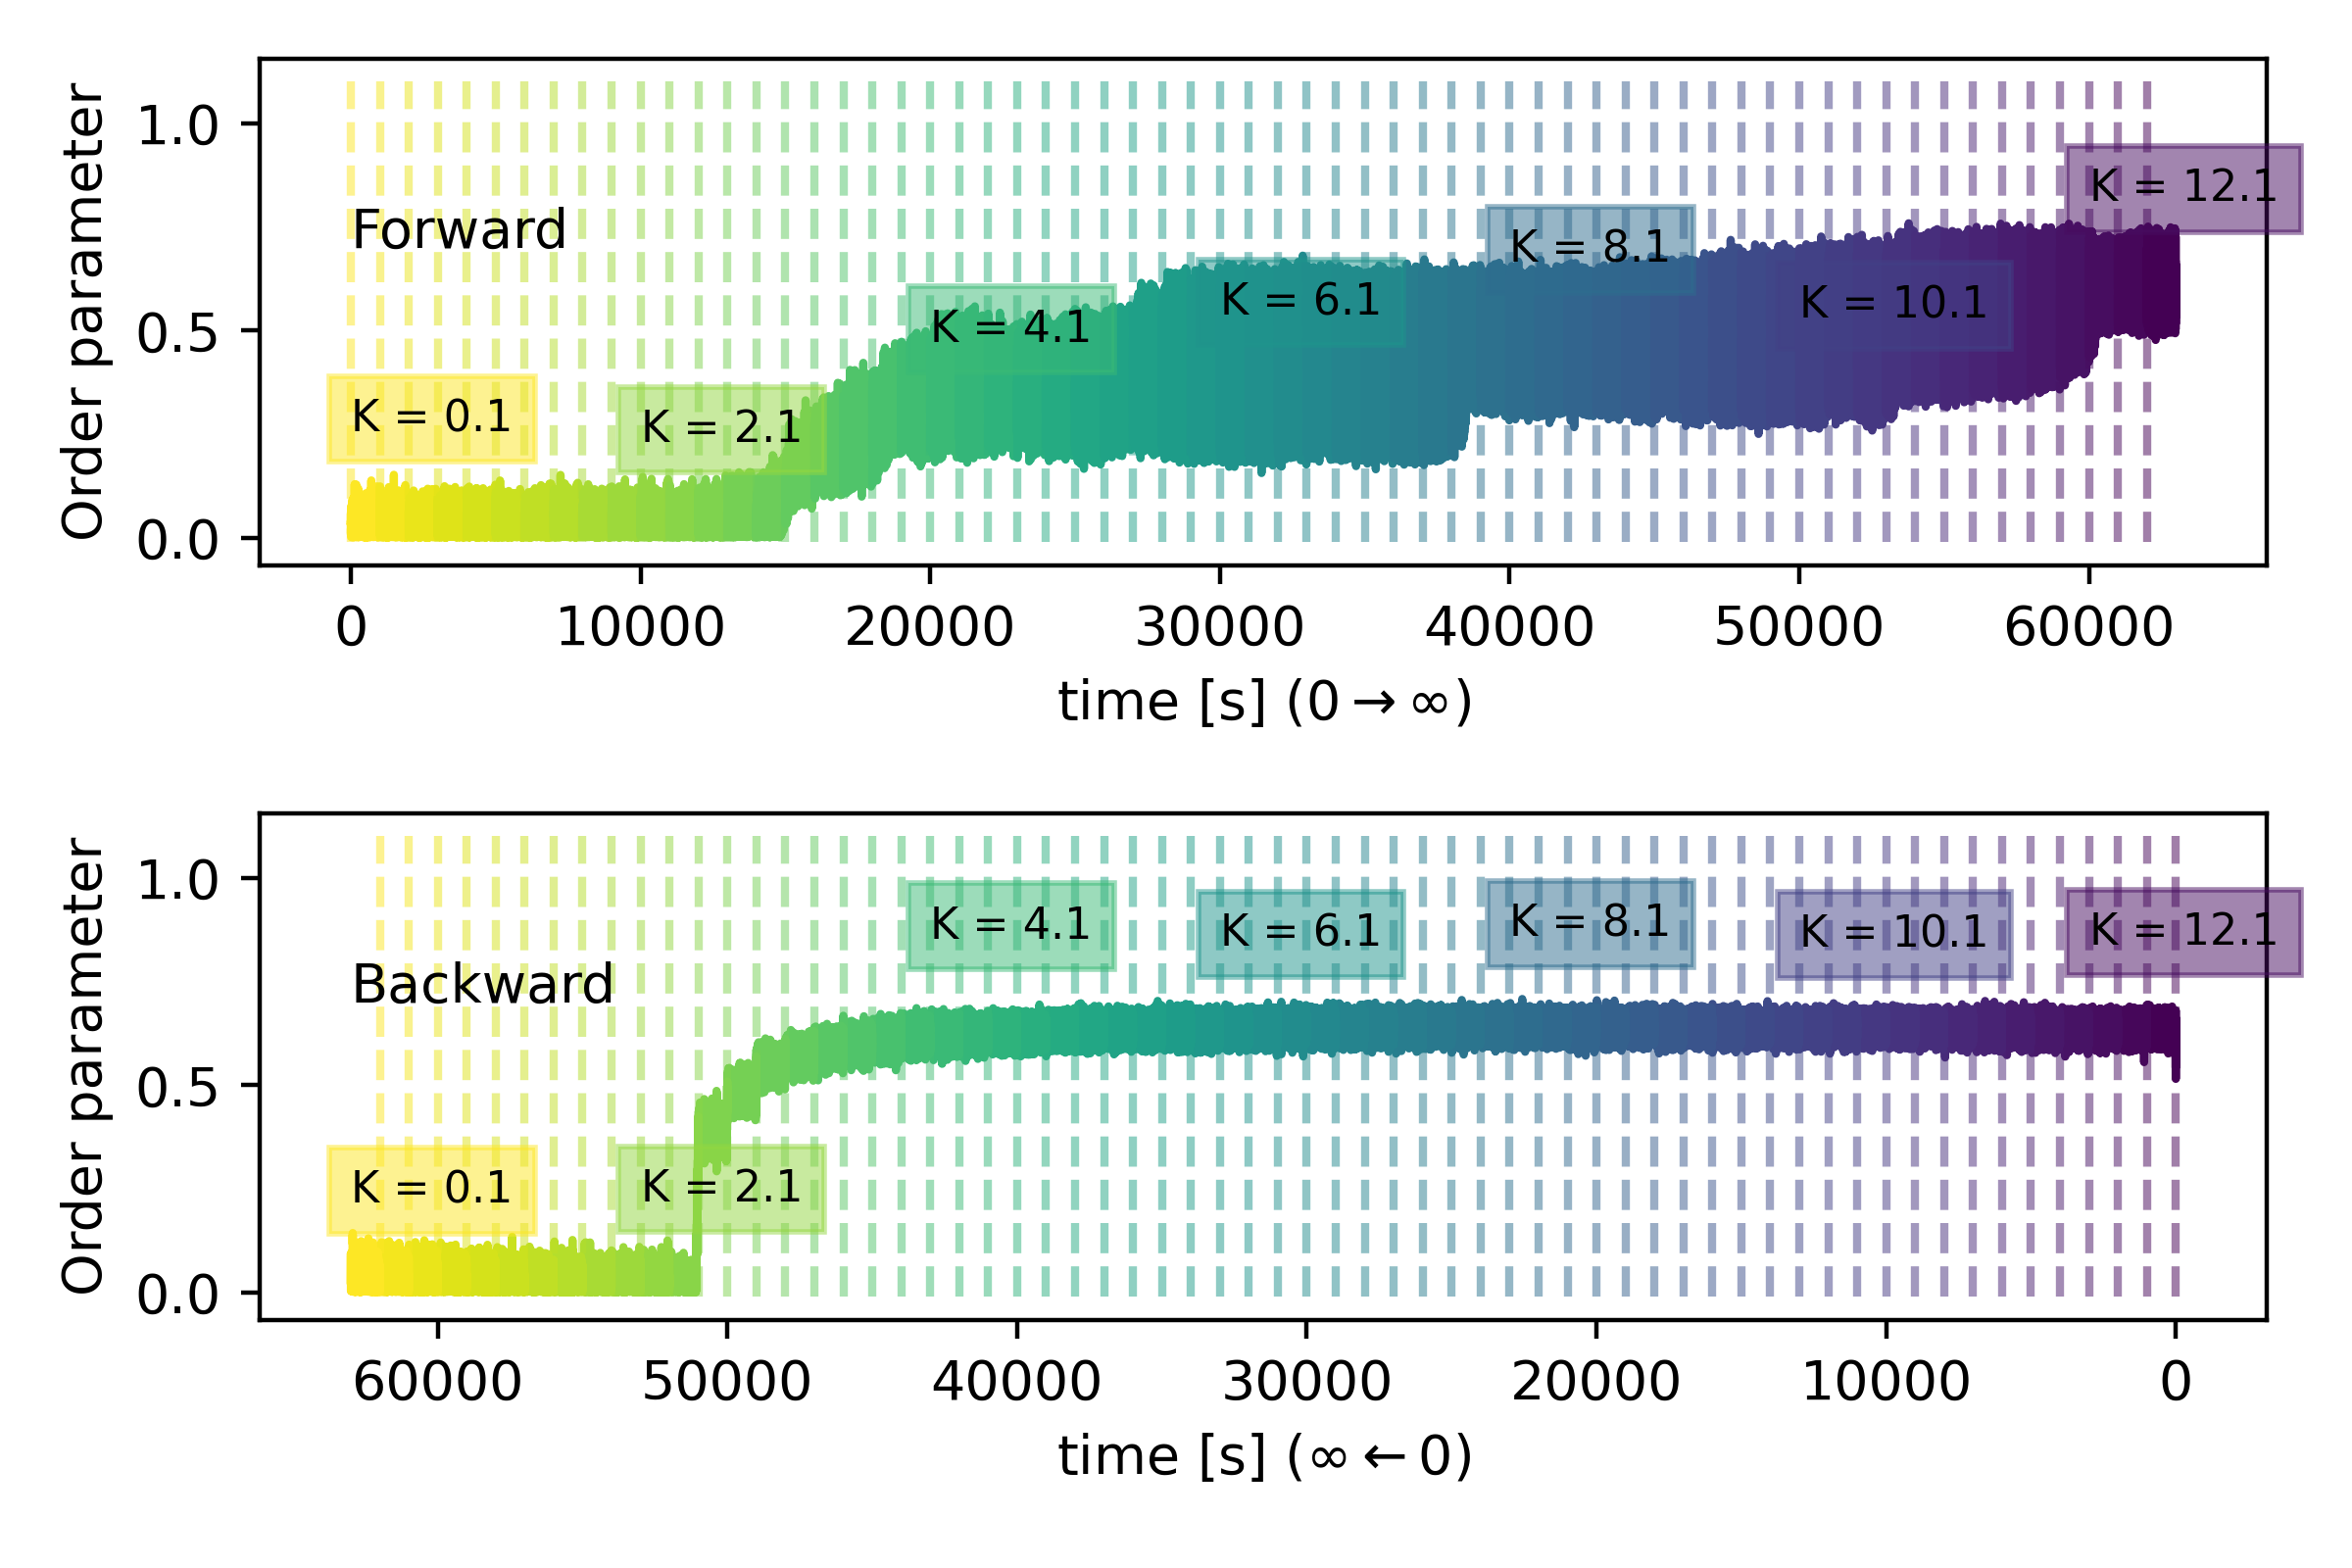 Order parameter
1.0
0.5
0.0
Forward
K = 0.1
K = 2.1
K = 4.1
K = 6.1
K = 8.1
K = 10.1
K = 12.1
0 10000 20000 30000 40000 50000 60000
time [s] (0→∞)
Order parameter
1.0
0.5
0.0
Backward
K = 0.1
K = 2.1
K = 4.1
K = 6.1
K = 8.1
K = 10.1
K = 12.1
60000 50000 40000 30000 20000 10000 0
time [s] (∞←0)